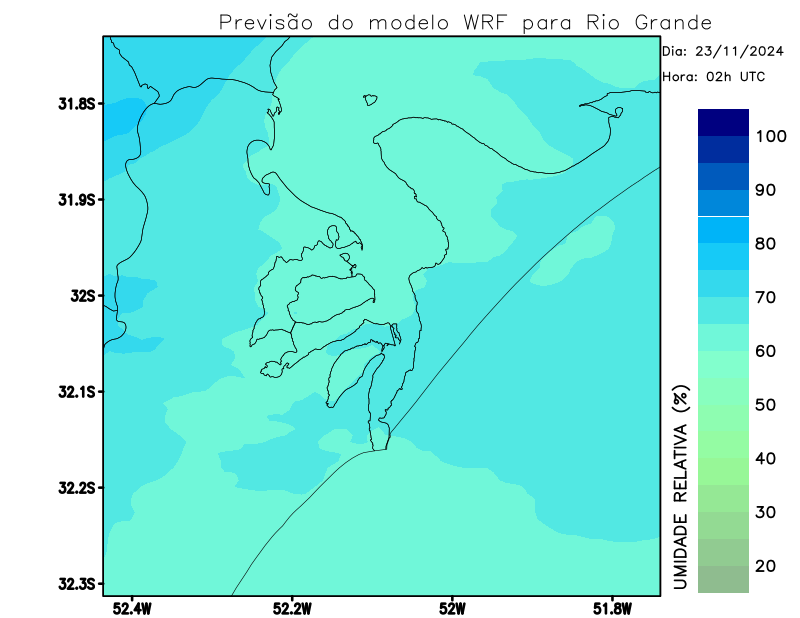 Previsão do modelo WRF para Rio Grande
Dia: 23/11/2024
Hora: 02h UTC
31.8S
31.9S
32S
32.1S
32.2S
32.3S
52.4W
52.2W
52W
51.8W
100
90
80
70
60
50
40
30
20
UMIDADE RELATIVA (%)